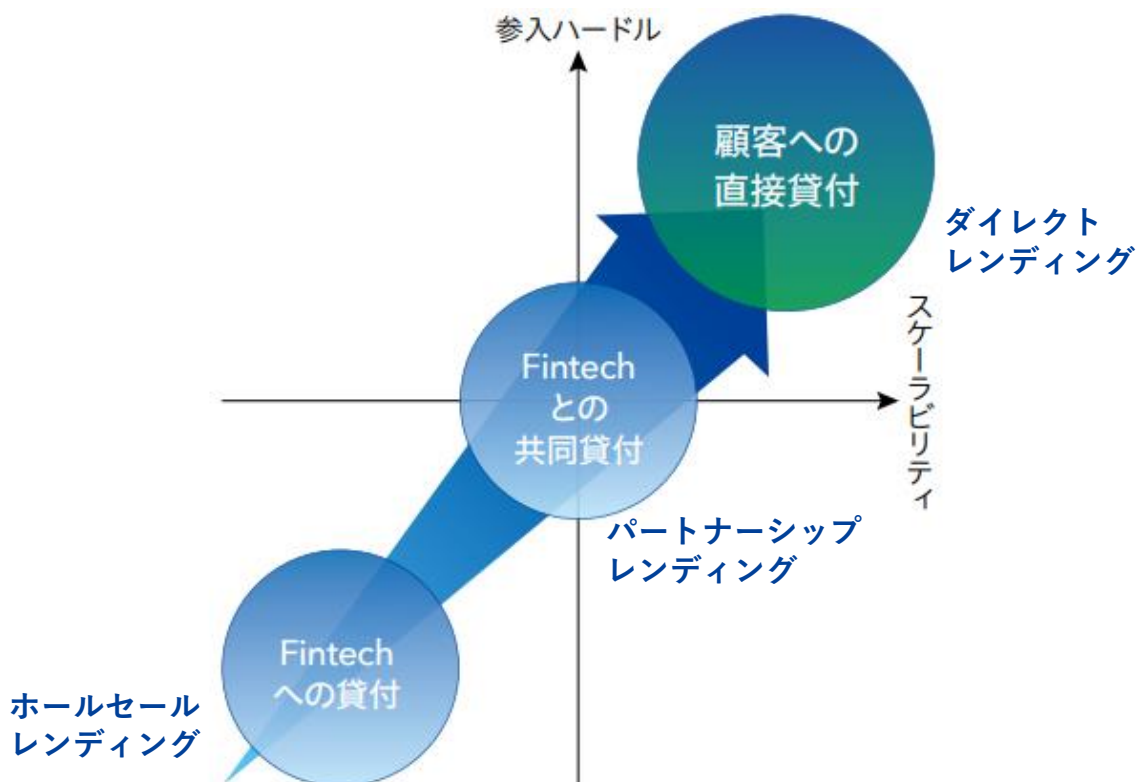 参入ハードル
顧客への
直接貸付
ダイレクト
レンディング
スケーラビリティ
Fintech
との
共同貸付
パートナーシップ
レンディング
Fintech
への貸付
ホールセール
レンディング